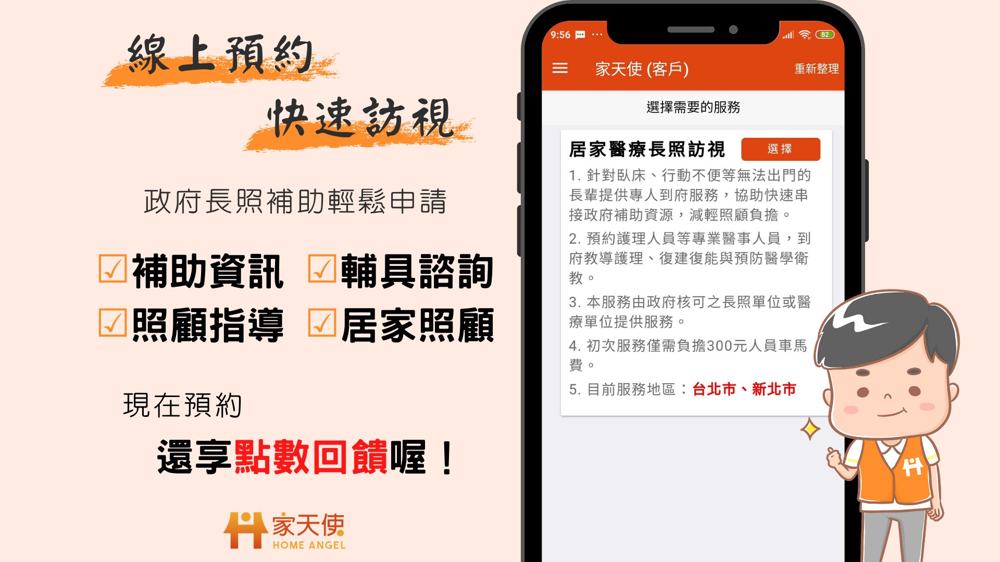 線上預約
快速訪視
政府長照補助輕鬆申請
☑補助資訊 ☑輔具諮詢
☑照顧指導 ☑居家照顧
現在預約
還享點數回饋喔！
家天使
HOME ANGEL
9:56 82
家天使 (客戶) 重新整理
選擇需要的服務
居家醫療長照訪視 選擇
1. 針對臥床、行動不便等無法出門的
長輩提供專人到府服務，協助快速串
接政府補助資源，減輕照顧負擔。
2. 預約護理人員等專業醫事人員，到
府教導護理、復建復能與預防醫學衛
教。
3. 本服務由政府核可之長照單位或醫
療單位提供服務。
4. 初次服務僅需負擔300元人員車馬
費。
5. 目前服務地區：台北市、新北市